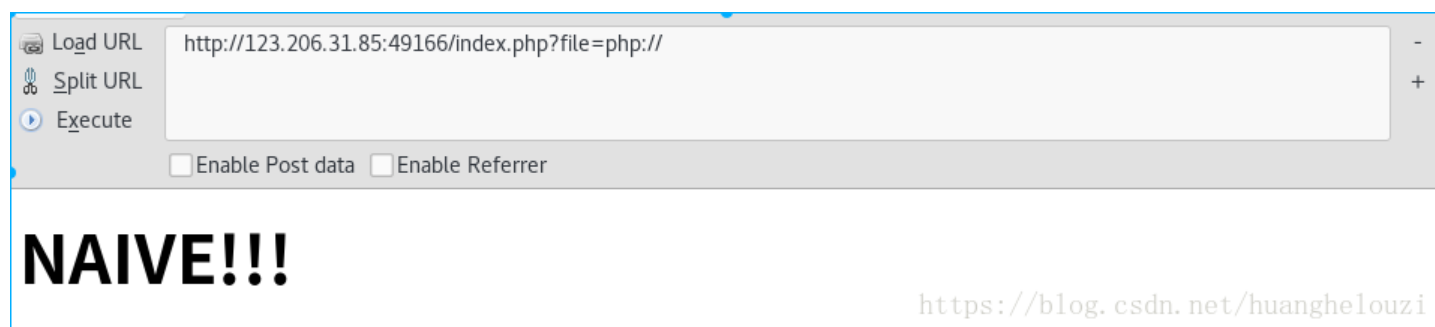 Load URL http://123.206.31.85:49166/index.php?file=php:// -
Split URL +
Execute
Enable Post data Enable Referrer
NAIVE!!!
https://blog.csdn.net/huanghelouzi